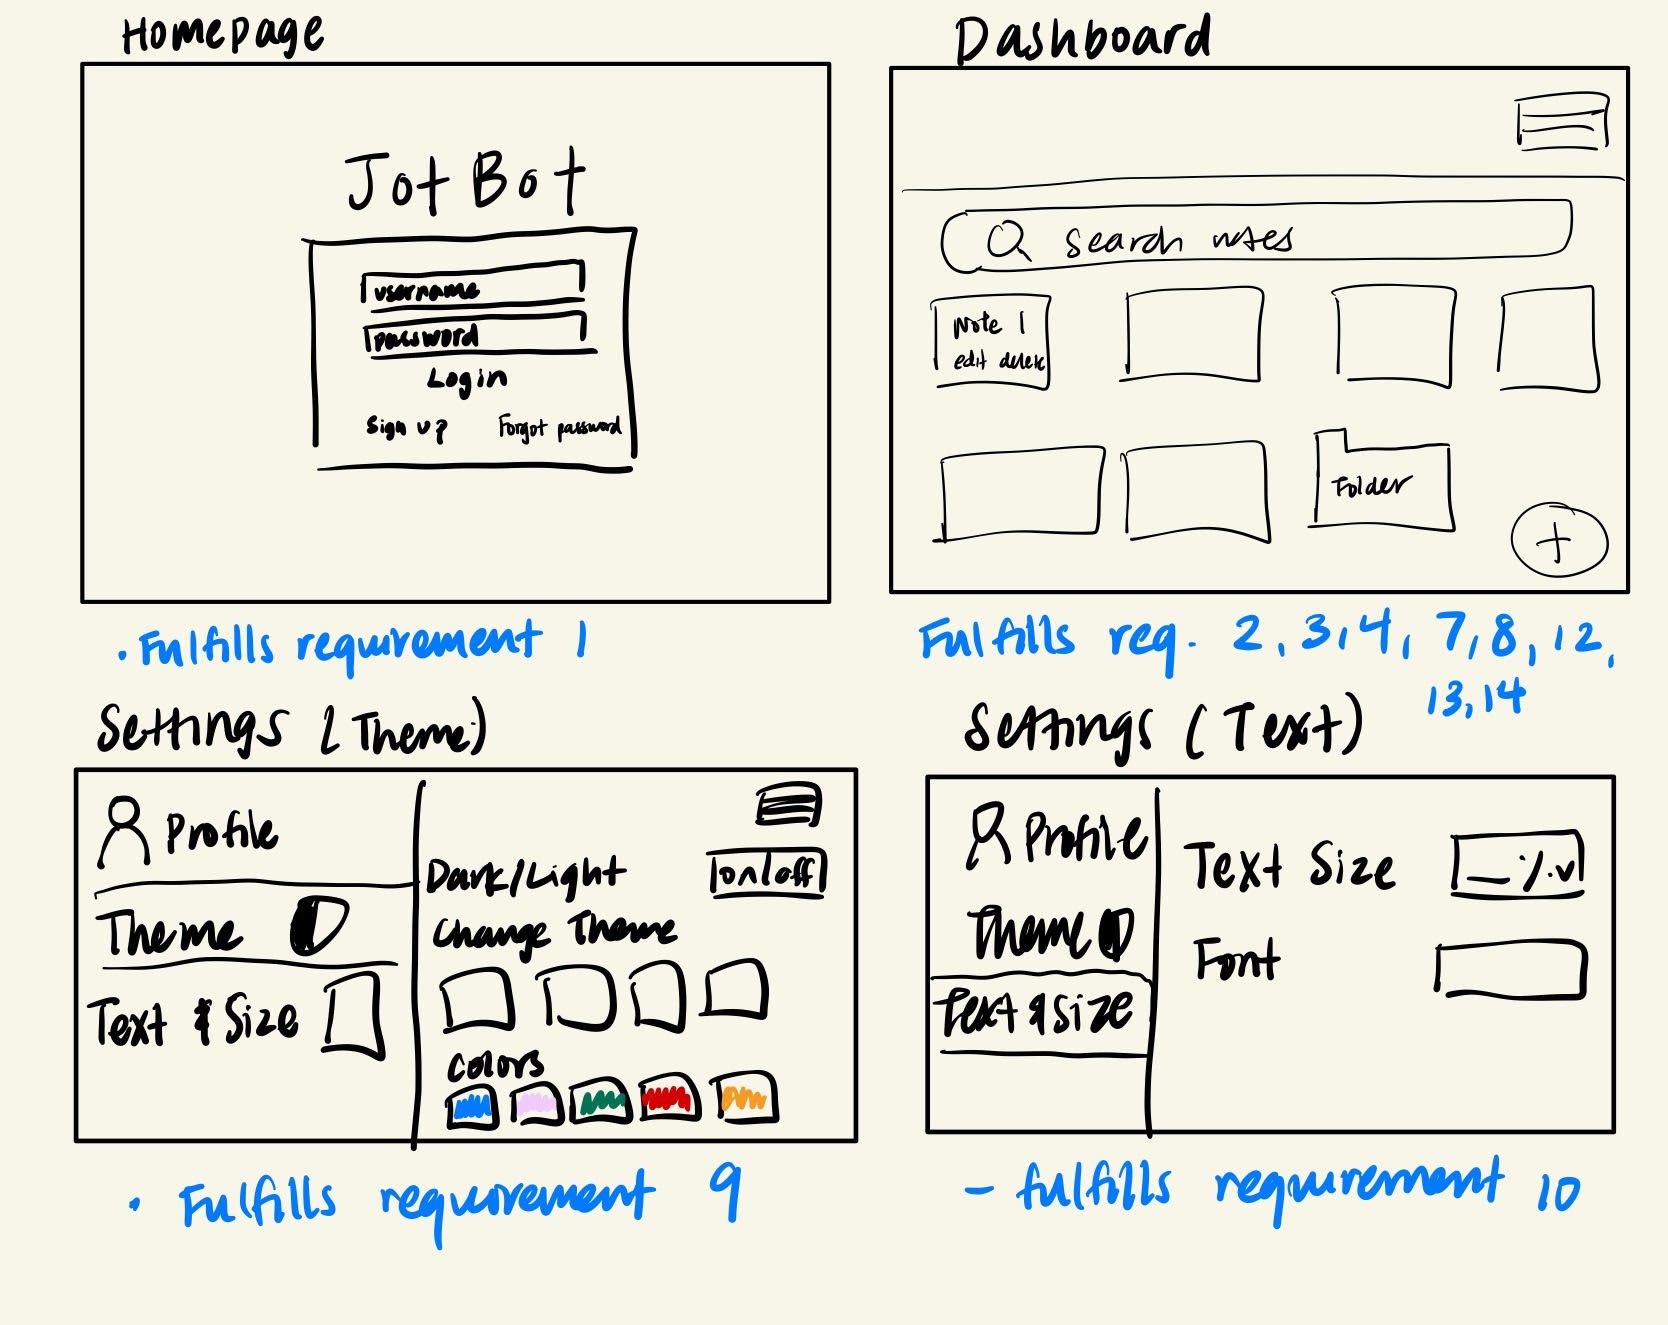 Homepage
JotBot
username
password
Login
Sign up
Forgot password
• Fulfills requirement 1
Dashboard
Search notes
Note 1
edit delete
Folder
+
Fulfills req. 2, 3, 4, 7, 8, 12,
13, 14
Settings (Theme)
Profile
Theme
Text & Size
Dark/Light
on/off
Change Theme
Colors
• Fulfills requirement 9
Settings (Text)
Profile
Theme
Text & Size
Text Size
__ % v
Font
- fulfills requirement 10